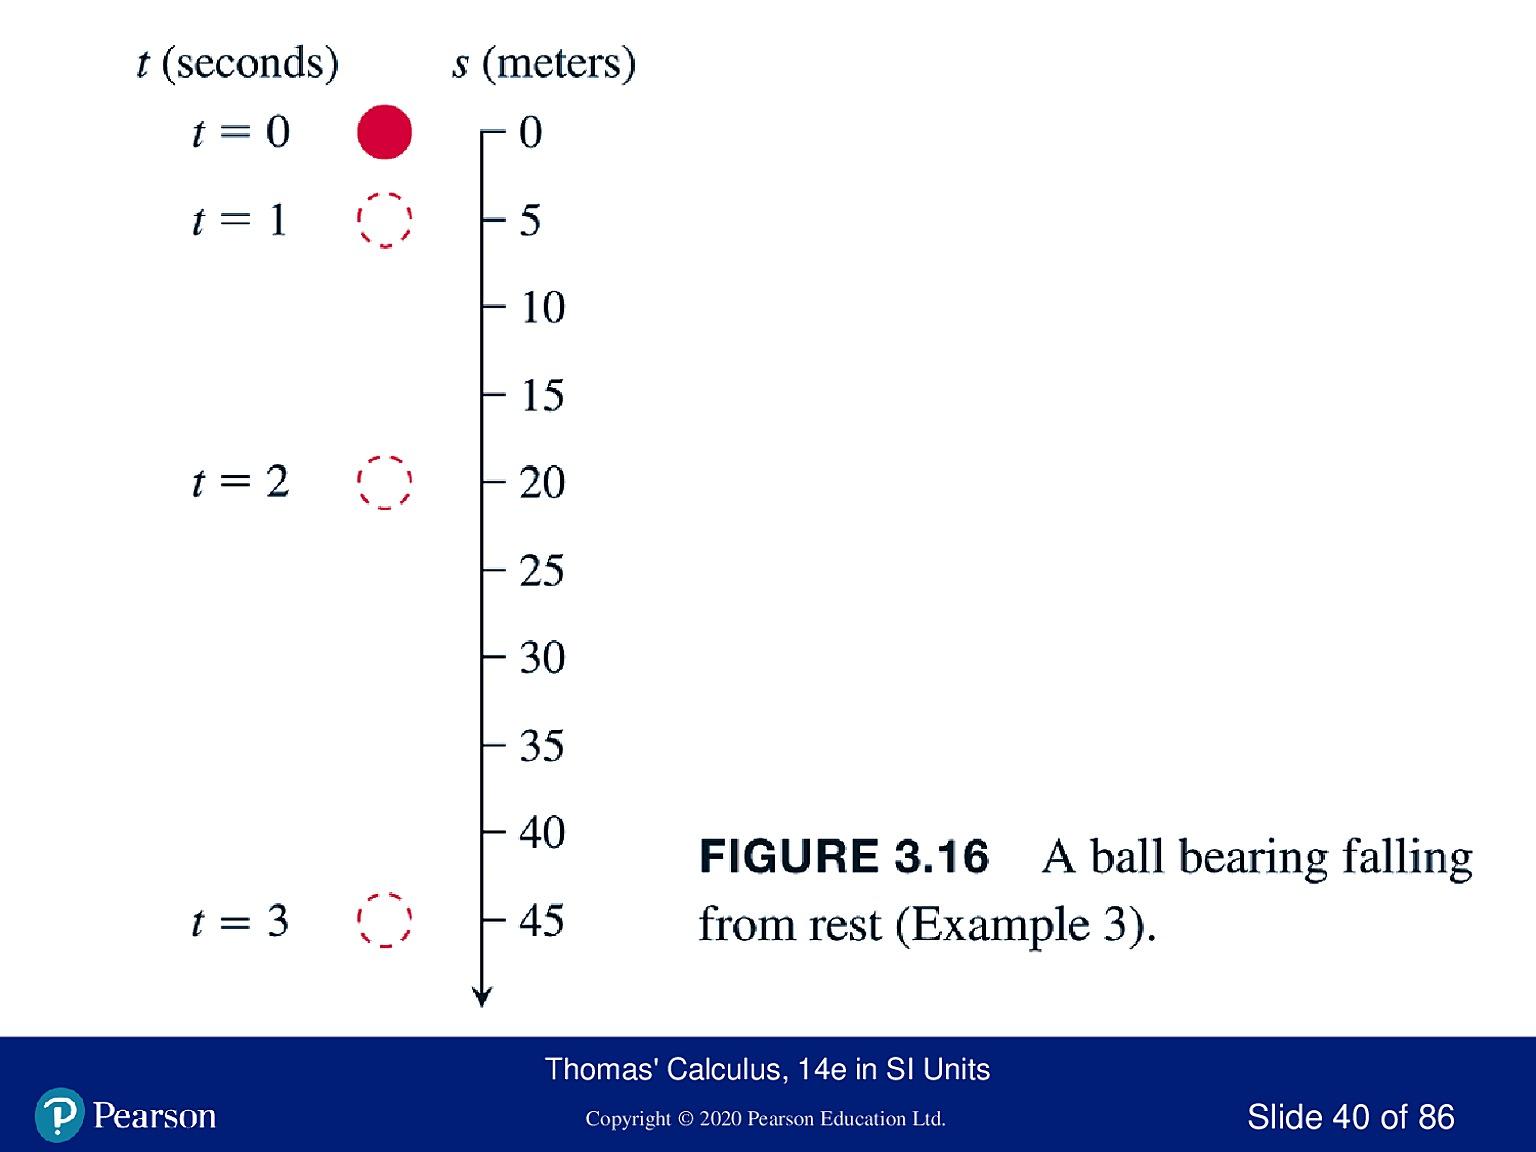 t (seconds) s (meters)
t = 0 0
t = 1 5
10
15
t = 2 20
25
30
35
40
t = 3 45
FIGURE 3.16 A ball bearing falling
from rest (Example 3).
Thomas' Calculus, 14e in SI Units
Pearson
Copyright © 2020 Pearson Education Ltd.
Slide 40 of 86